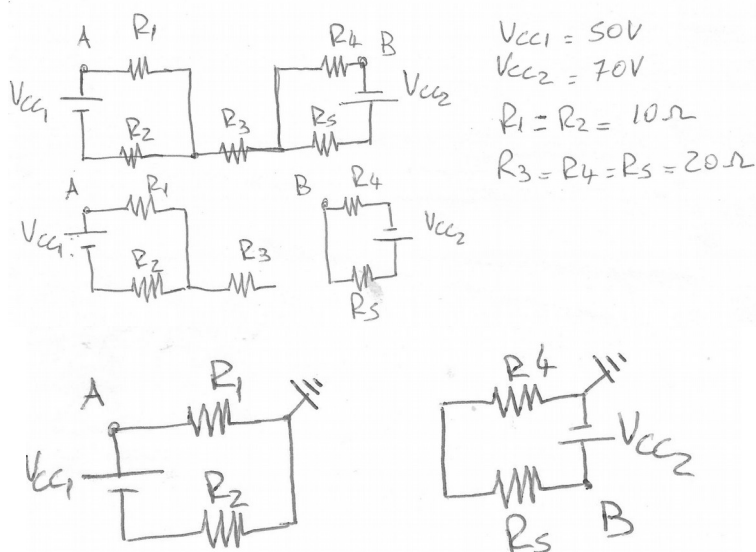 A R1 R4 B
Vcc1 Vcc2
R2 R3 R5
Vcc1 = 50V
Vcc2 = 70V
R1 = R2 = 10Ω
R3 = R4 = R5 = 20Ω
A R1 B R4
Vcc1 Vcc2
R2 R3 R5
A R1
Vcc1
R2
R4
Vcc2
R5 B